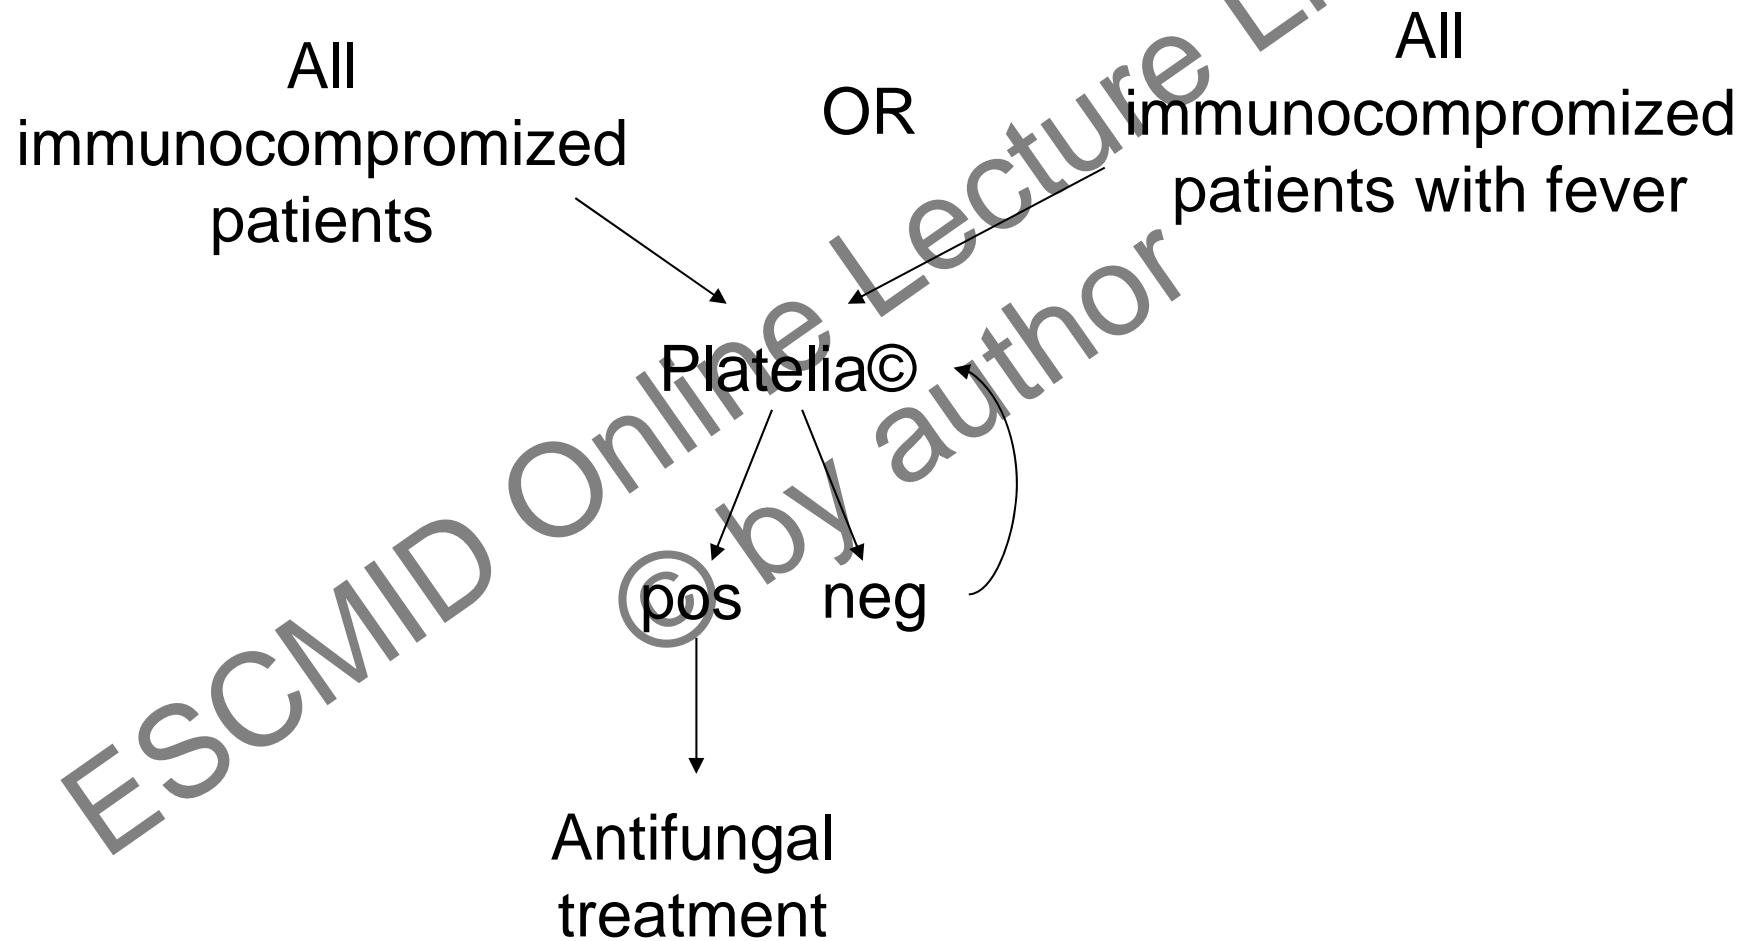 All
immunocompromized
patients
OR
All
immunocompromized
patients with fever
Platelia©
pos
neg
Antifungal
treatment
ESCMID Online Lecture
© by author